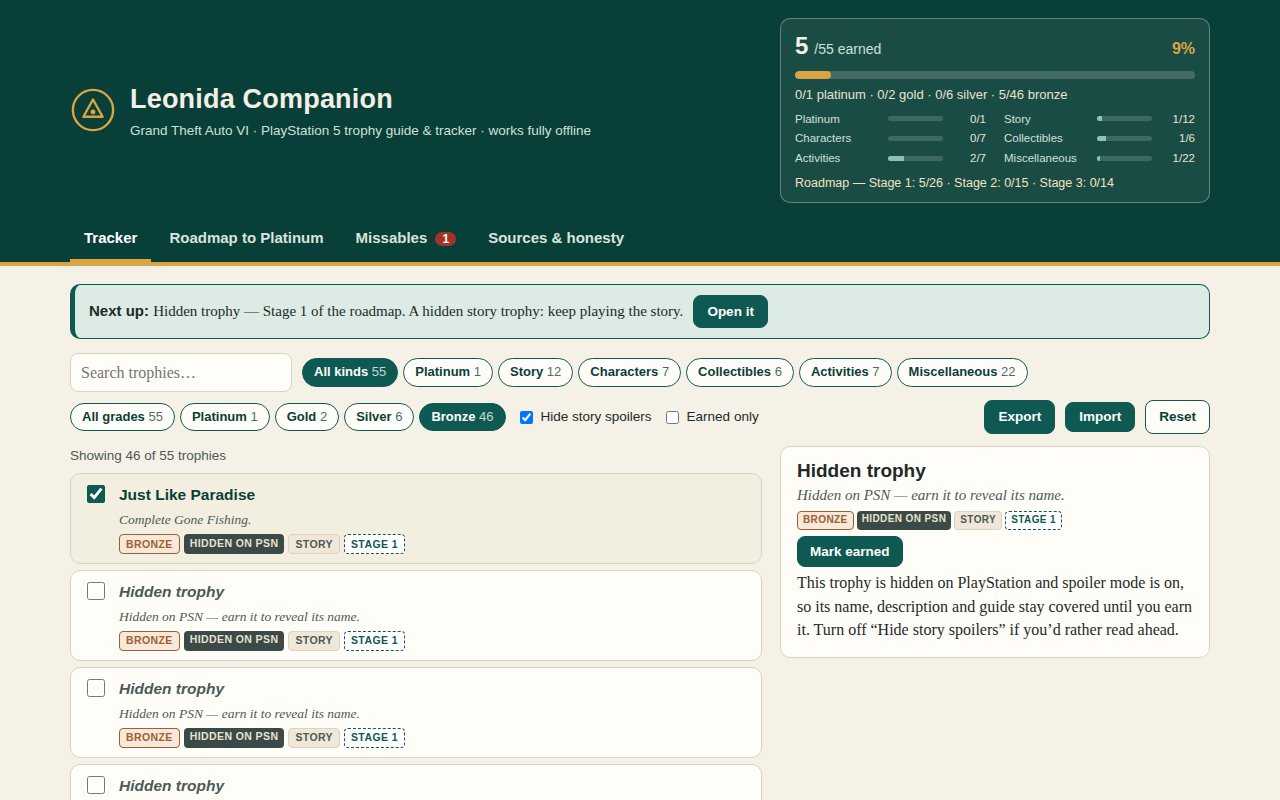 Leonida Companion
Grand Theft Auto VI · PlayStation 5 trophy guide & tracker · works fully offline
5 /55 earned 9%
0/1 platinum · 0/2 gold · 0/6 silver · 5/46 bronze
Platinum 0/1 Story 1/12
Characters 0/7 Collectibles 1/6
Activities 2/7 Miscellaneous 1/22
Roadmap — Stage 1: 5/26 · Stage 2: 0/15 · Stage 3: 0/14
Tracker Roadmap to Platinum Missables 1 Sources & honesty
Next up: Hidden trophy — Stage 1 of the roadmap. A hidden story trophy: keep playing the story. Open it
Search trophies… All kinds 55 Platinum 1 Story 12 Characters 7 Collectibles 6 Activities 7 Miscellaneous 22
All grades 55 Platinum 1 Gold 2 Silver 6 Bronze 46 Hide story spoilers Earned only Export Import Reset
Showing 46 of 55 trophies
Just Like Paradise
Complete Gone Fishing.
BRONZE HIDDEN ON PSN STORY STAGE 1
Hidden trophy
Hidden on PSN — earn it to reveal its name.
BRONZE HIDDEN ON PSN STORY STAGE 1
Hidden trophy
Hidden on PSN — earn it to reveal its name.
BRONZE HIDDEN ON PSN STORY STAGE 1
Hidden trophy
Hidden trophy
Hidden on PSN — earn it to reveal its name.
BRONZE HIDDEN ON PSN STORY STAGE 1
Mark earned
This trophy is hidden on PlayStation and spoiler mode is on,
so its name, description and guide stay covered until you earn
it. Turn off “Hide story spoilers” if you’d rather read ahead.